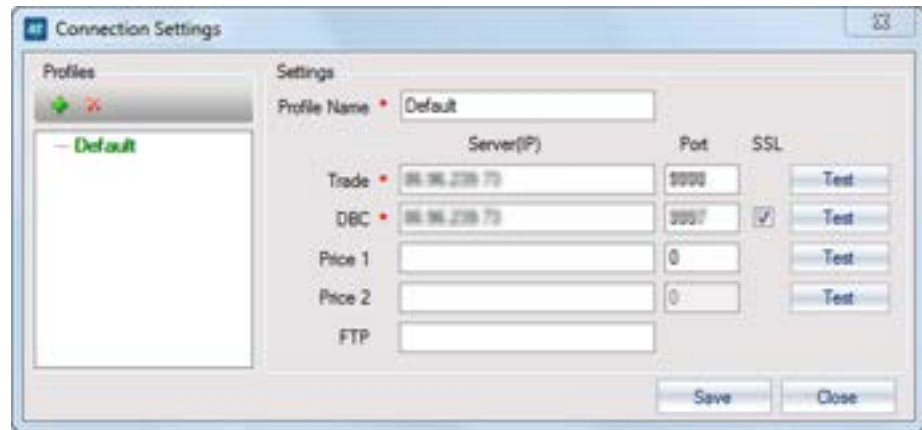 AT Connection Settings
Profiles
Default
Settings
Profile Name * Default
Server(IP) Port SSL
Trade * Test
DBC * Test
Price 1 0 Test
Price 2 0 Test
FTP
Save Close